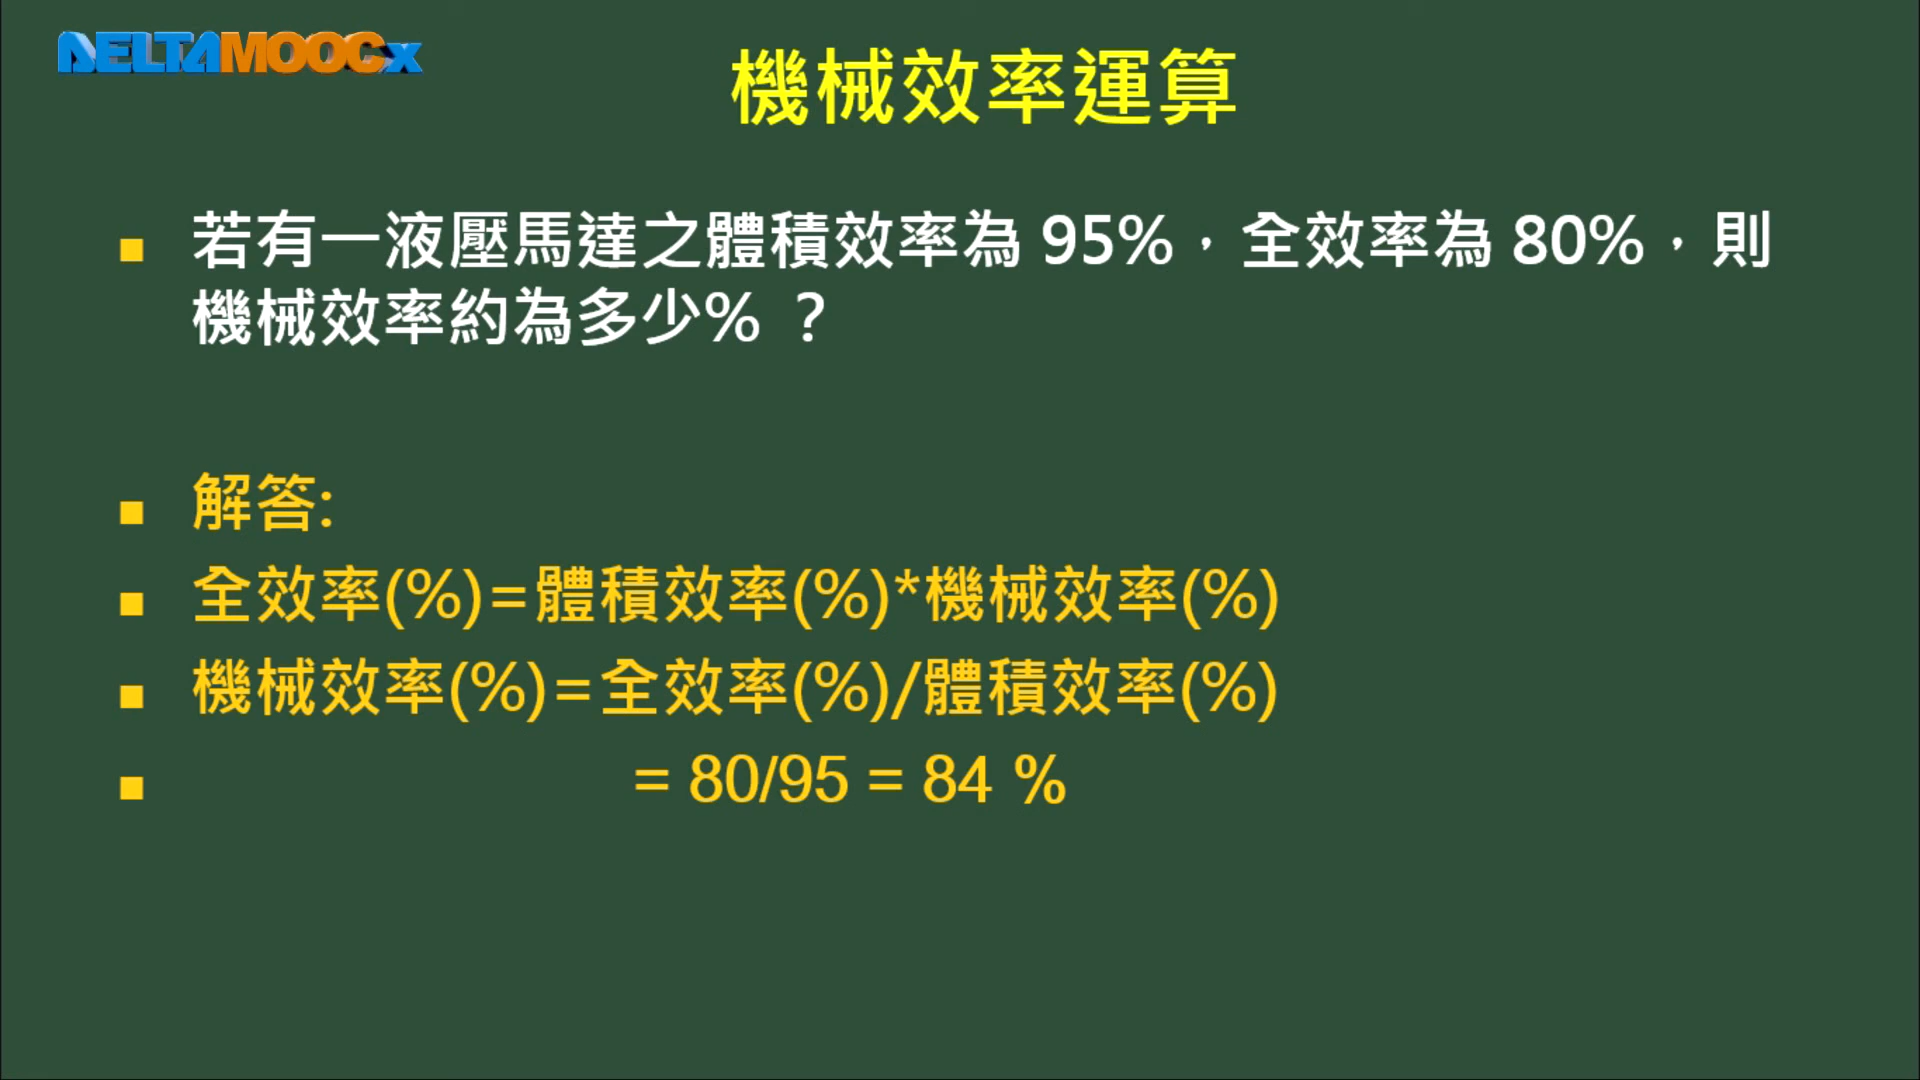 DELTAMOOCx
機械效率運算
若有一液壓馬達之體積效率為 95%，全效率為 80%，則
機械效率約為多少% ？
解答:
全效率(%)=體積效率(%)*機械效率(%)
機械效率(%)=全效率(%)/體積效率(%)
= 80/95 = 84 %